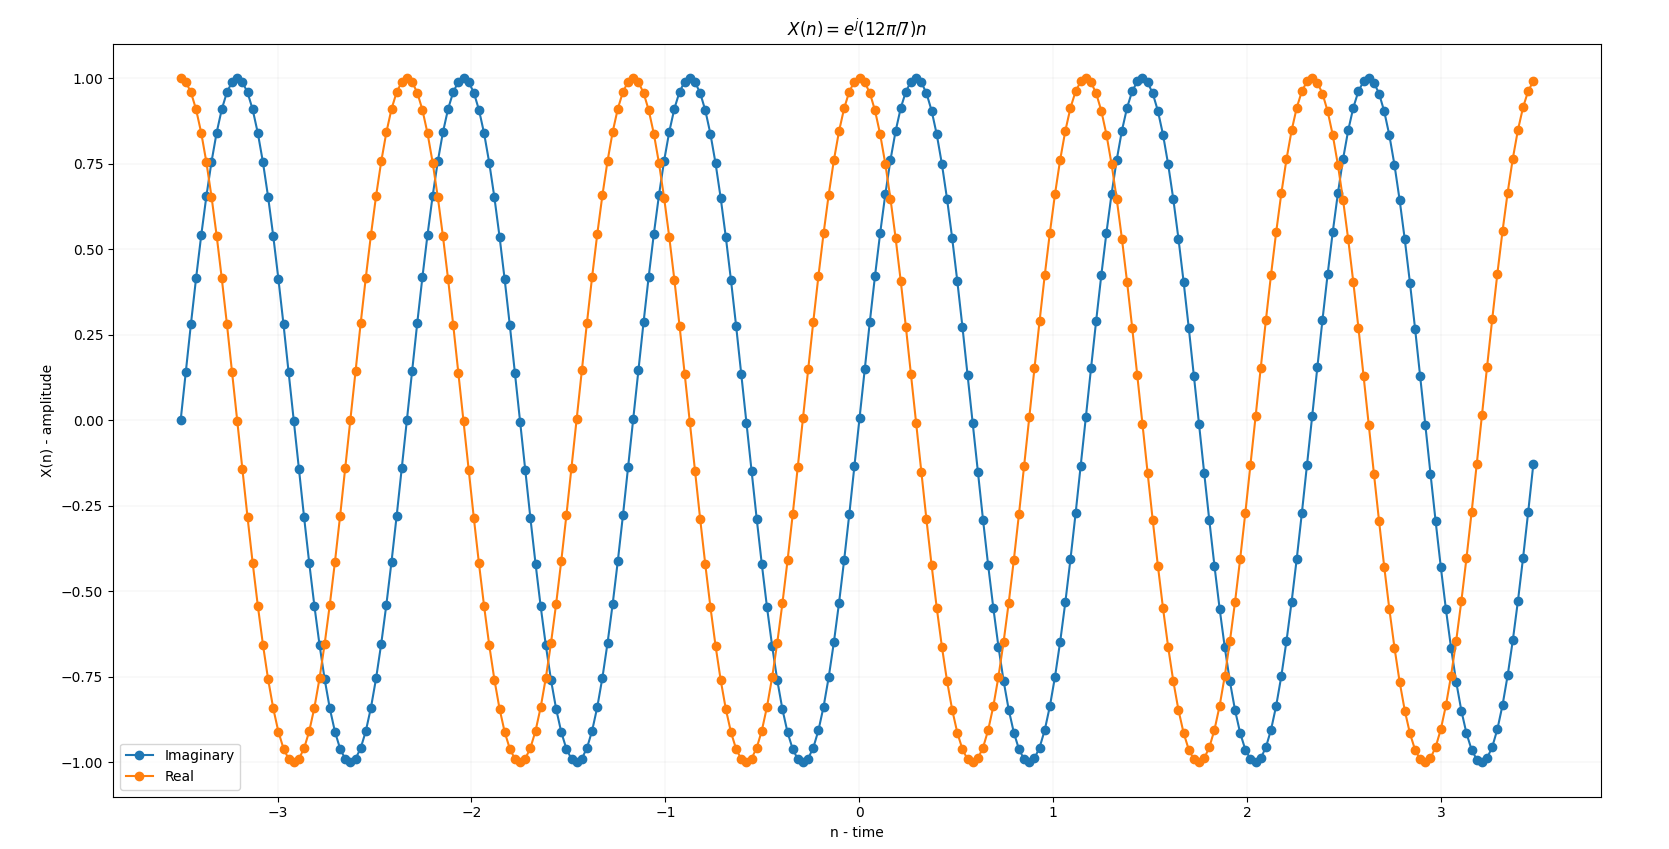 X(n) = e^j(12π/7)n
1.00
0.75
0.50
0.25
0.00
−0.25
−0.50
−0.75
−1.00
X(n) - amplitude
Imaginary
Real
−3 −2 −1 0 1 2 3
n - time